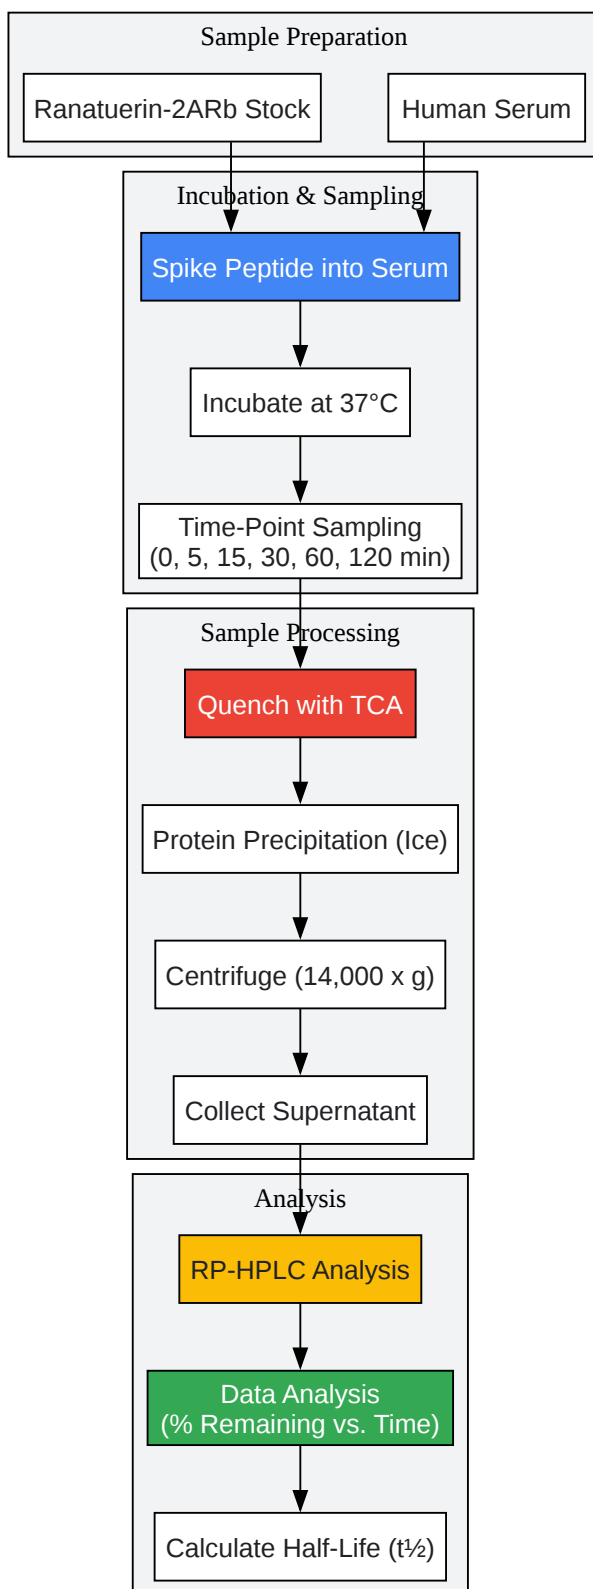 Sample Preparation
Ranatuerin-2ARb Stock
Human Serum
Incubation & Sampling
Spike Peptide into Serum
Incubate at 37°C
Time-Point Sampling
(0, 5, 15, 30, 60, 120 min)
Sample Processing
Quench with TCA
Protein Precipitation (Ice)
Centrifuge (14,000 x g)
Collect Supernatant
Analysis
RP-HPLC Analysis
Data Analysis
(% Remaining vs. Time)
Calculate Half-Life (t½)